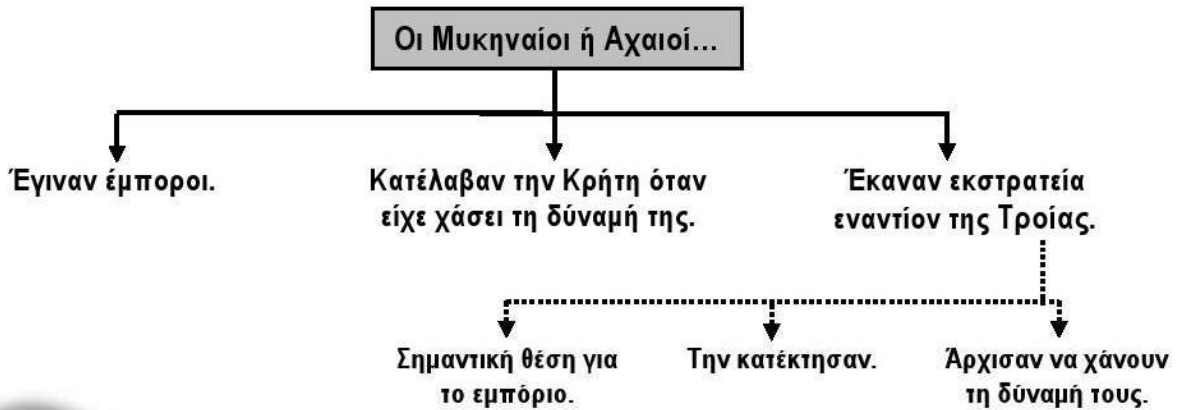 Οι Μυκηναίοι ή Αχαιοί...
Έγιναν έμποροι.
Κατέλαβαν την Κρήτη όταν
είχε χάσει τη δύναμή της.
Έκαναν εκστρατεία
εναντίον της Τροίας.
Σημαντική θέση για
το εμπόριο.
Την κατέκτησαν.
Άρχισαν να χάνουν
τη δύναμή τους.